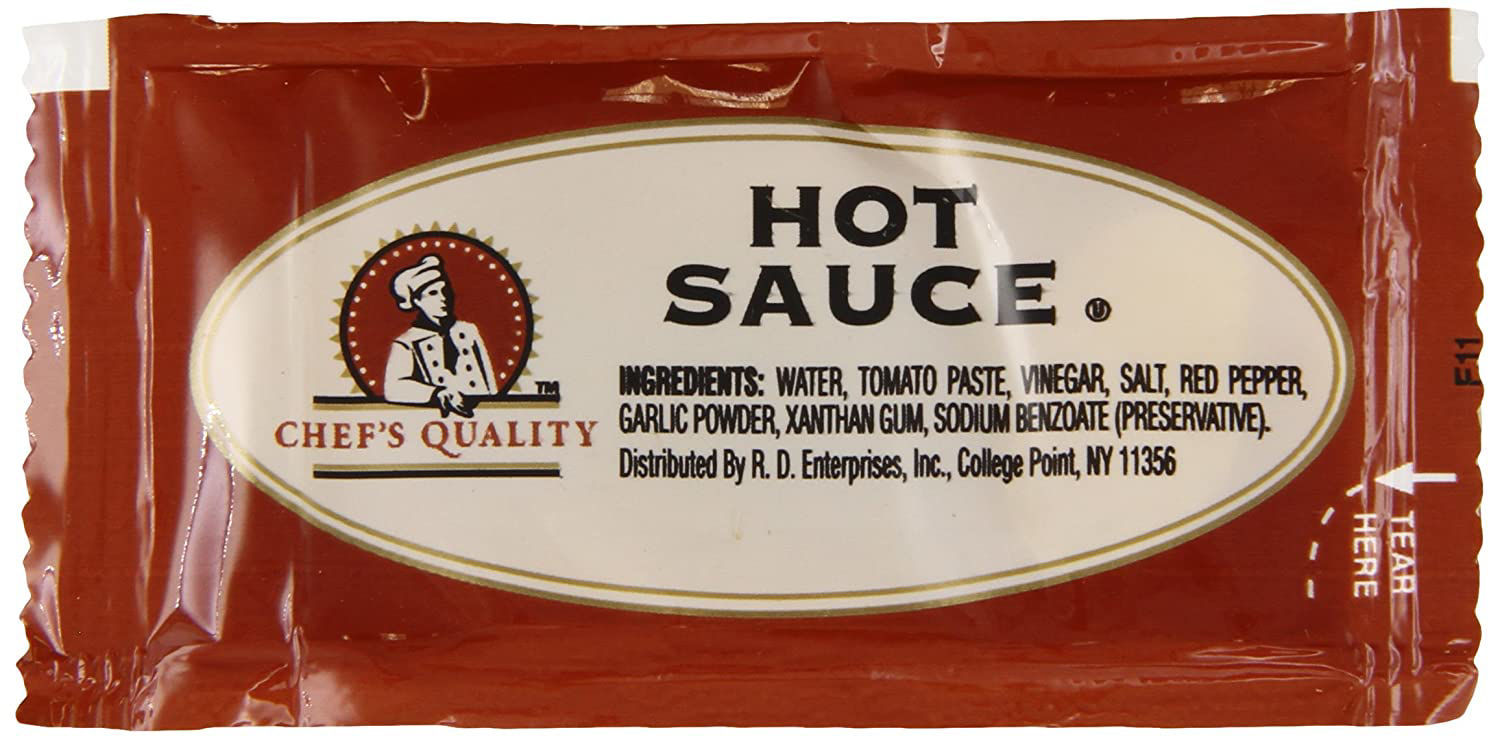 HOT
SAUCE Ⓤ
INGREDIENTS: WATER, TOMATO PASTE, VINEGAR, SALT, RED PEPPER,
GARLIC POWDER, XANTHAN GUM, SODIUM BENZOATE (PRESERVATIVE).
Distributed By R. D. Enterprises, Inc., College Point, NY 11356
TM
CHEF'S QUALITY
TEAR
HERE
F11